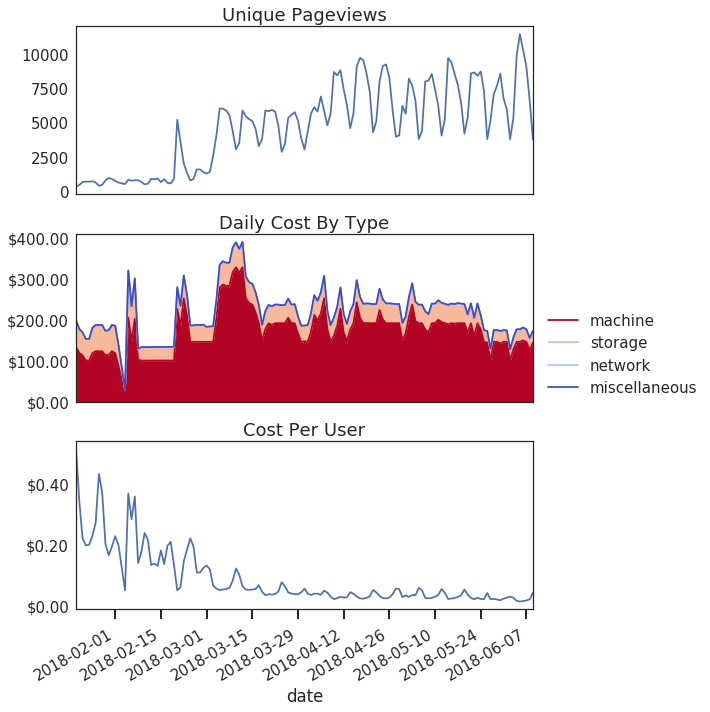 Unique Pageviews
10000
7500
5000
2500
0
Daily Cost By Type
$400.00
$300.00
$200.00
$100.00
$0.00
machine
storage
network
miscellaneous
Cost Per User
$0.40
$0.20
$0.00
2018-02-01
2018-02-15
2018-03-01
2018-03-15
2018-03-29
2018-04-12
2018-04-26
2018-05-10
2018-05-24
2018-06-07
date